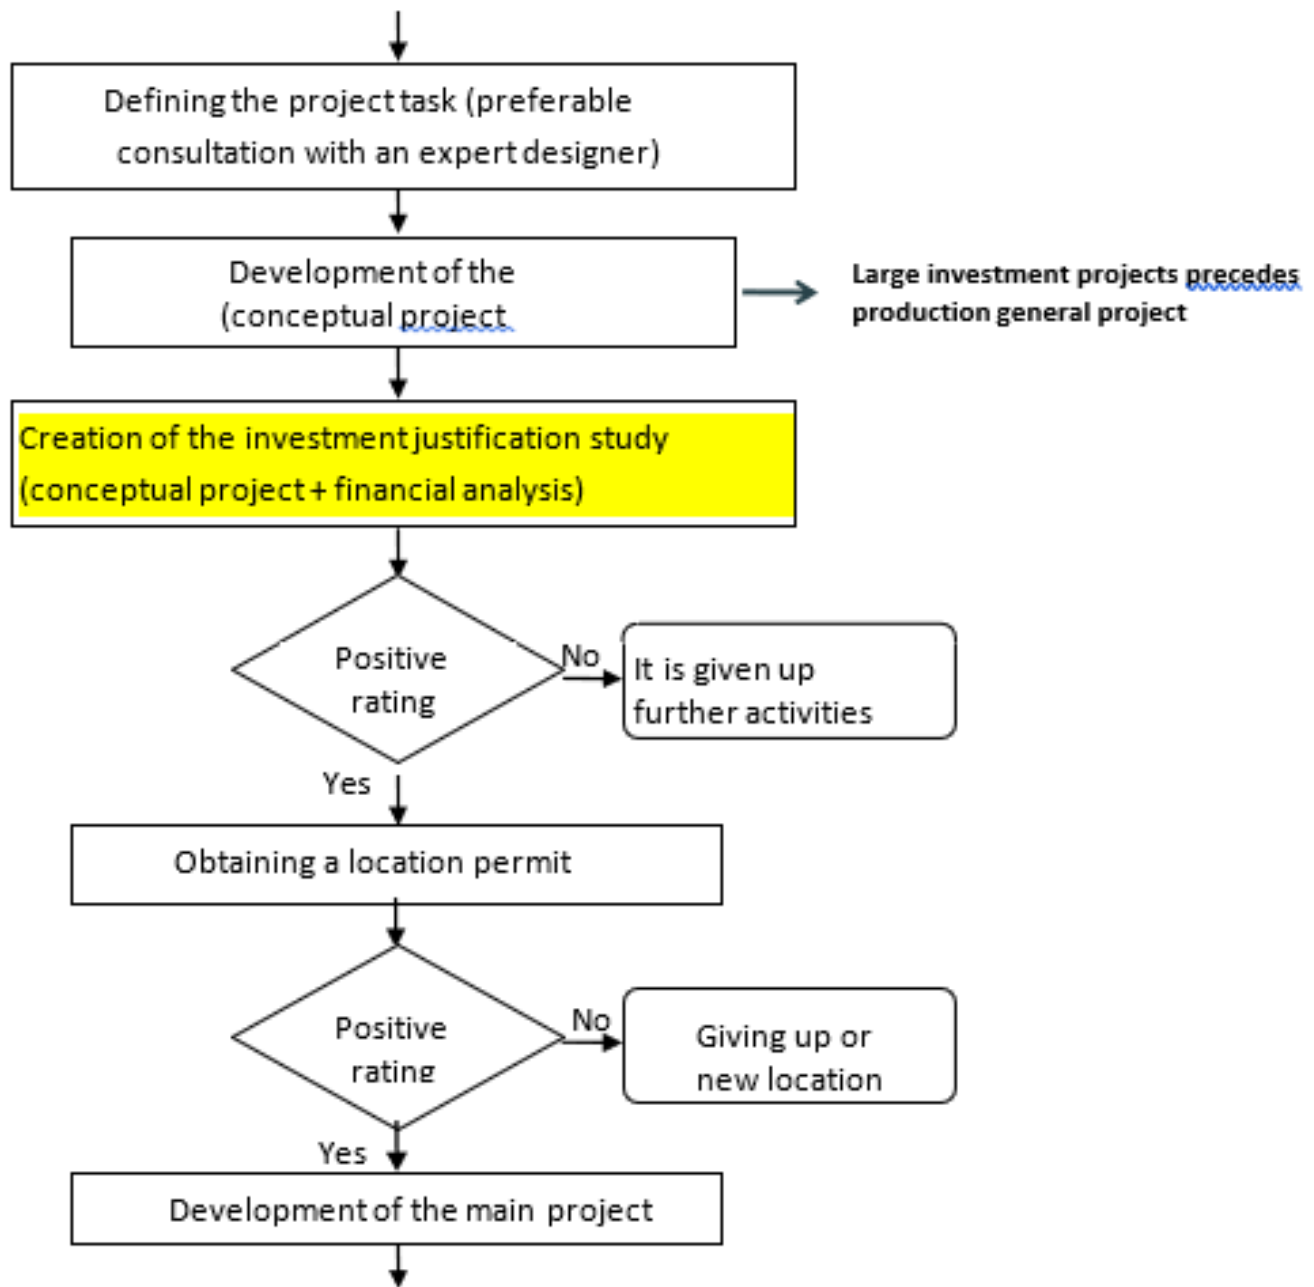 Defining the project task (preferable
consultation with an expert designer)
Development of the
(conceptual project
Large investment projects precedes
production general project
Creation of the investment justification study
(conceptual project + financial analysis)
Positive
rating
No
It is given up
further activities
Yes
Obtaining a location permit
Positive
rating
No
Giving up or
new location
Yes
Development of the main project